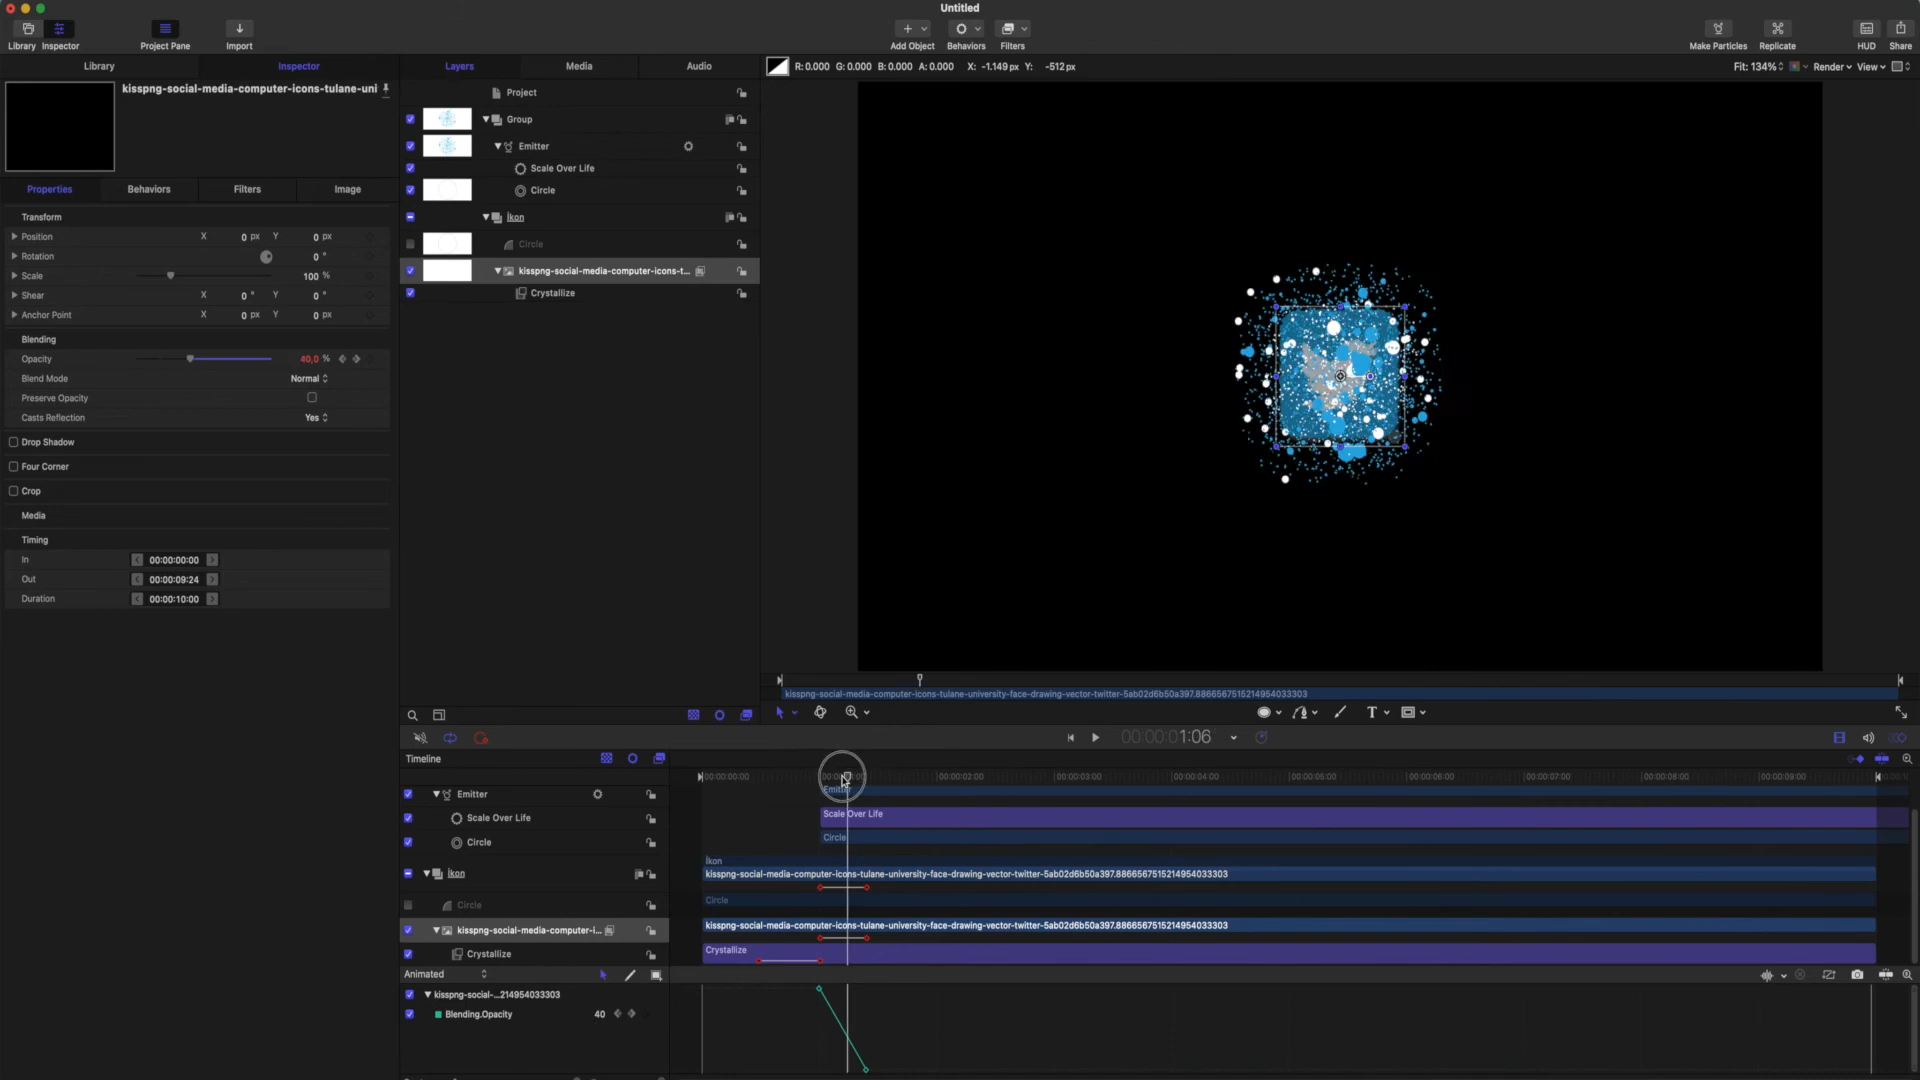 Untitled
Library
Inspector
Project Pane
Import
Add Object
Behaviors
Filters
Make Particles
Replicate
HUD
Share
Library
Inspector
Layers
Media
Audio
R: 0.000 G: 0.000 B: 0.000 A: 0.000 X: -1.149 px Y: -512 px
Fit: 134%
Render
View
kisspng-social-media-computer-icons-tulane-uni
Properties
Behaviors
Filters
Image
Transform
Position X 0 px Y 0 px
Rotation 0 °
Scale 100 %
Shear X 0 ° Y 0 °
Anchor Point X 0 px Y 0 px
Blending
Opacity 40,0 %
Blend Mode Normal
Preserve Opacity
Casts Reflection Yes
Drop Shadow
Four Corner
Crop
Media
Timing
In 00:00:00:00
Out 00:00:09:24
Duration 00:00:10:00
Project
Group
Emitter
Scale Over Life
Circle
İkon
Circle
kisspng-social-media-computer-icons-t...
Crystallize
kisspng-social-media-computer-icons-tulane-university-face-drawing-vector-twitter-5ab02d6b50a397.8866567515214954033303
T
00:00:01:06
Timeline
00:00:00:00
00:00:02:00
00:00:03:00
00:00:04:00
00:00:05:00
00:00:06:00
00:00:07:00
00:00:08:00
00:00:09:00
Emitter
Emitter
Scale Over Life
Scale Over Life
Circle
Circle
İkon
İkon
kisspng-social-media-computer-icons-tulane-university-face-drawing-vector-twitter-5ab02d6b50a397.8866567515214954033303
Circle
Circle
kisspng-social-media-computer-i...
kisspng-social-media-computer-icons-tulane-university-face-drawing-vector-twitter-5ab02d6b50a397.8866567515214954033303
Crystallize
Crystallize
Animated
kisspng-social-...214954033303
Blending.Opacity 40